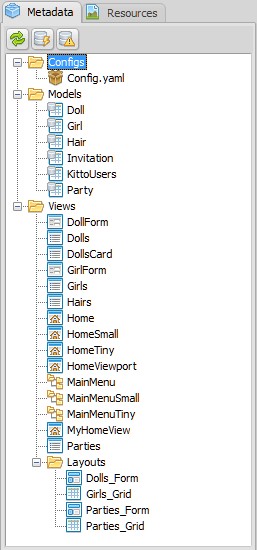 Metadata Resources
Configs
Config.yaml
Models
Doll
Girl
Hair
Invitation
KittoUsers
Party
Views
DollForm
Dolls
DollsCard
GirlForm
Girls
Hairs
Home
HomeSmall
HomeTiny
HomeViewport
MainMenu
MainMenuSmall
MainMenuTiny
MyHomeView
Parties
Layouts
Dolls_Form
Girls_Grid
Parties_Form
Parties_Grid